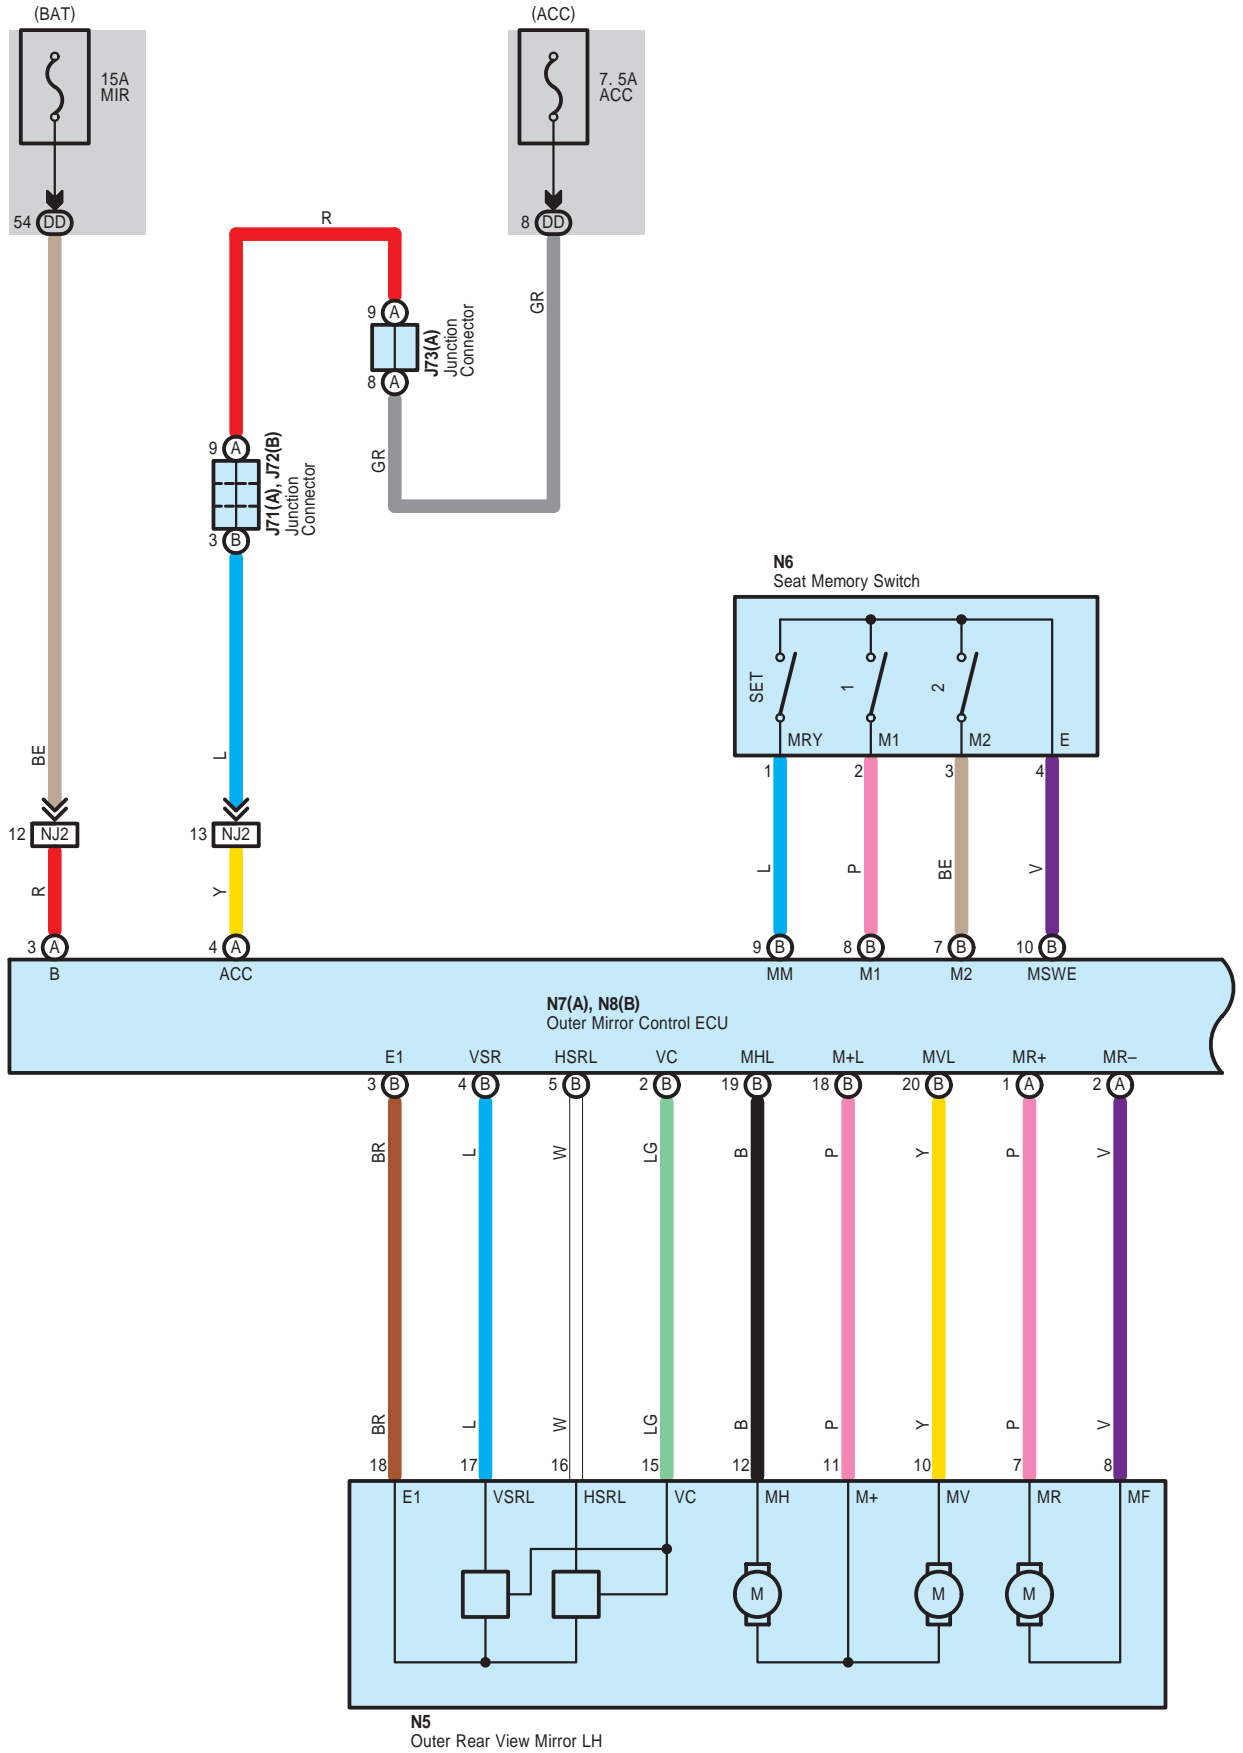 (BAT)
(ACC)
15A
MIR
7. 5A
ACC
54 DD
8 DD
R
GR
9 A
J73(A)
Junction
Connector
8 A
GR
9 A
J71(A), J72(B)
Junction
Connector
3 B
N6
Seat Memory Switch
SET
1
2
MRY M1 M2 E
1 2 3 4
BE
L
12 NJ2
13 NJ2
R
Y
L
P
BE
V
3 A
4 A
9 B
8 B
7 B
10 B
B ACC MM M1 M2 MSWE
N7(A), N8(B)
Outer Mirror Control ECU
E1 VSR HSRL VC MHL M+L MVL MR+ MR–
3 B 4 B 5 B 2 B 19 B 18 B 20 B 1 A 2 A
BR L W LG B P Y P V
BR L W LG B P Y P V
18 17 16 15 12 11 10 7 8
E1 VSRL HSRL VC MH M+ MV MR MF
M M M
N5
Outer Rear View Mirror LH